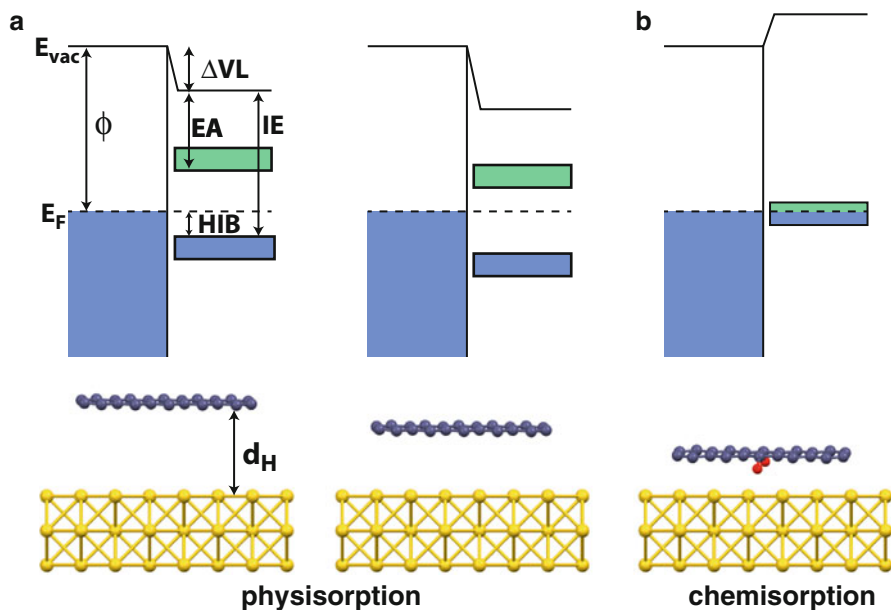 a
b
E_vac
ΔVL
ϕ
EA
IE
E_F
HIB
d_H
physisorption
chemisorption